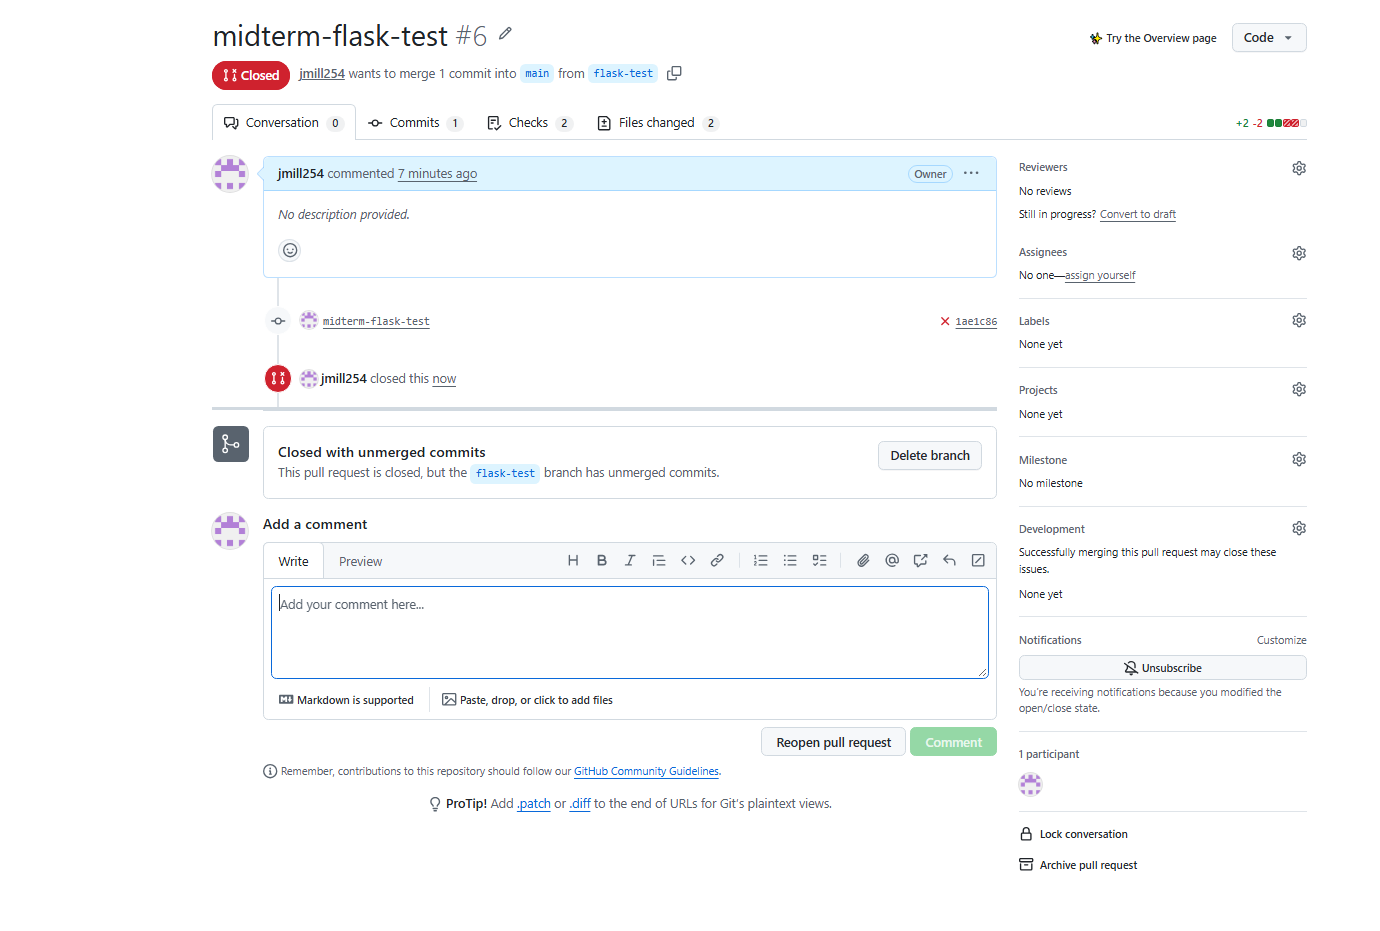 midterm-flask-test #6
Try the Overview page
Code
Closed
jmill254 wants to merge 1 commit into main from flask-test
Conversation 0
Commits 1
Checks 2
Files changed 2
+2 -2
jmill254 commented 7 minutes ago
Owner
No description provided.
midterm-flask-test
1ae1c86
jmill254 closed this now
Closed with unmerged commits
This pull request is closed, but the flask-test branch has unmerged commits.
Delete branch
Add a comment
Write
Preview
Add your comment here...
Markdown is supported
Paste, drop, or click to add files
Reopen pull request
Comment
Remember, contributions to this repository should follow our GitHub Community Guidelines.
ProTip! Add .patch or .diff to the end of URLs for Git's plaintext views.
Reviewers
No reviews
Still in progress? Convert to draft
Assignees
No one—assign yourself
Labels
None yet
Projects
None yet
Milestone
No milestone
Development
Successfully merging this pull request may close these
issues.
None yet
Notifications
Customize
Unsubscribe
You're receiving notifications because you modified the
open/close state.
1 participant
Lock conversation
Archive pull request